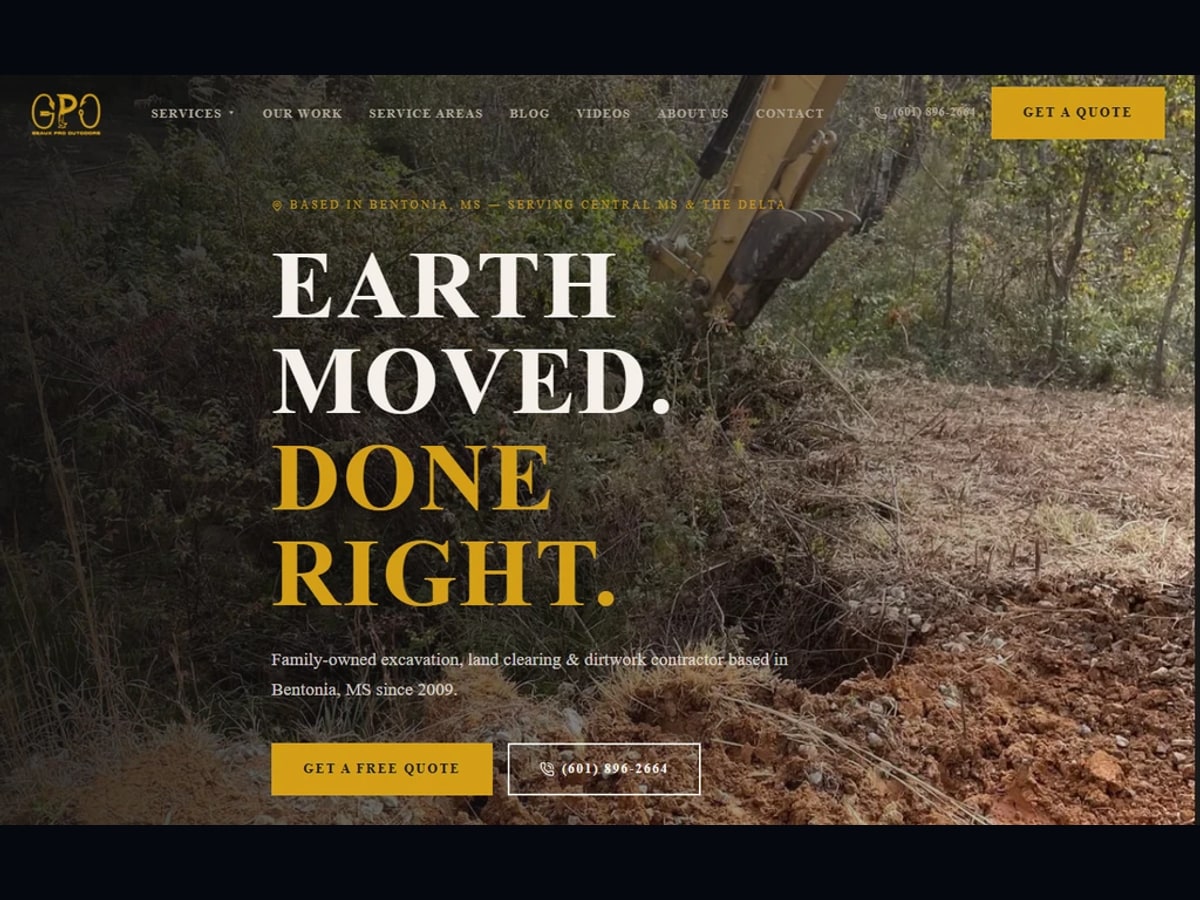 GPO
GEAUX PRO OUTDOORS
SERVICES
OUR WORK
SERVICE AREAS
BLOG
VIDEOS
ABOUT US
CONTACT
(601) 896-2664
GET A QUOTE
BASED IN BENTONIA, MS — SERVING CENTRAL MS & THE DELTA
EARTH
MOVED.
DONE
RIGHT.
Family-owned excavation, land clearing & dirtwork contractor based in
Bentonia, MS since 2009.
GET A FREE QUOTE
(601) 896-2664